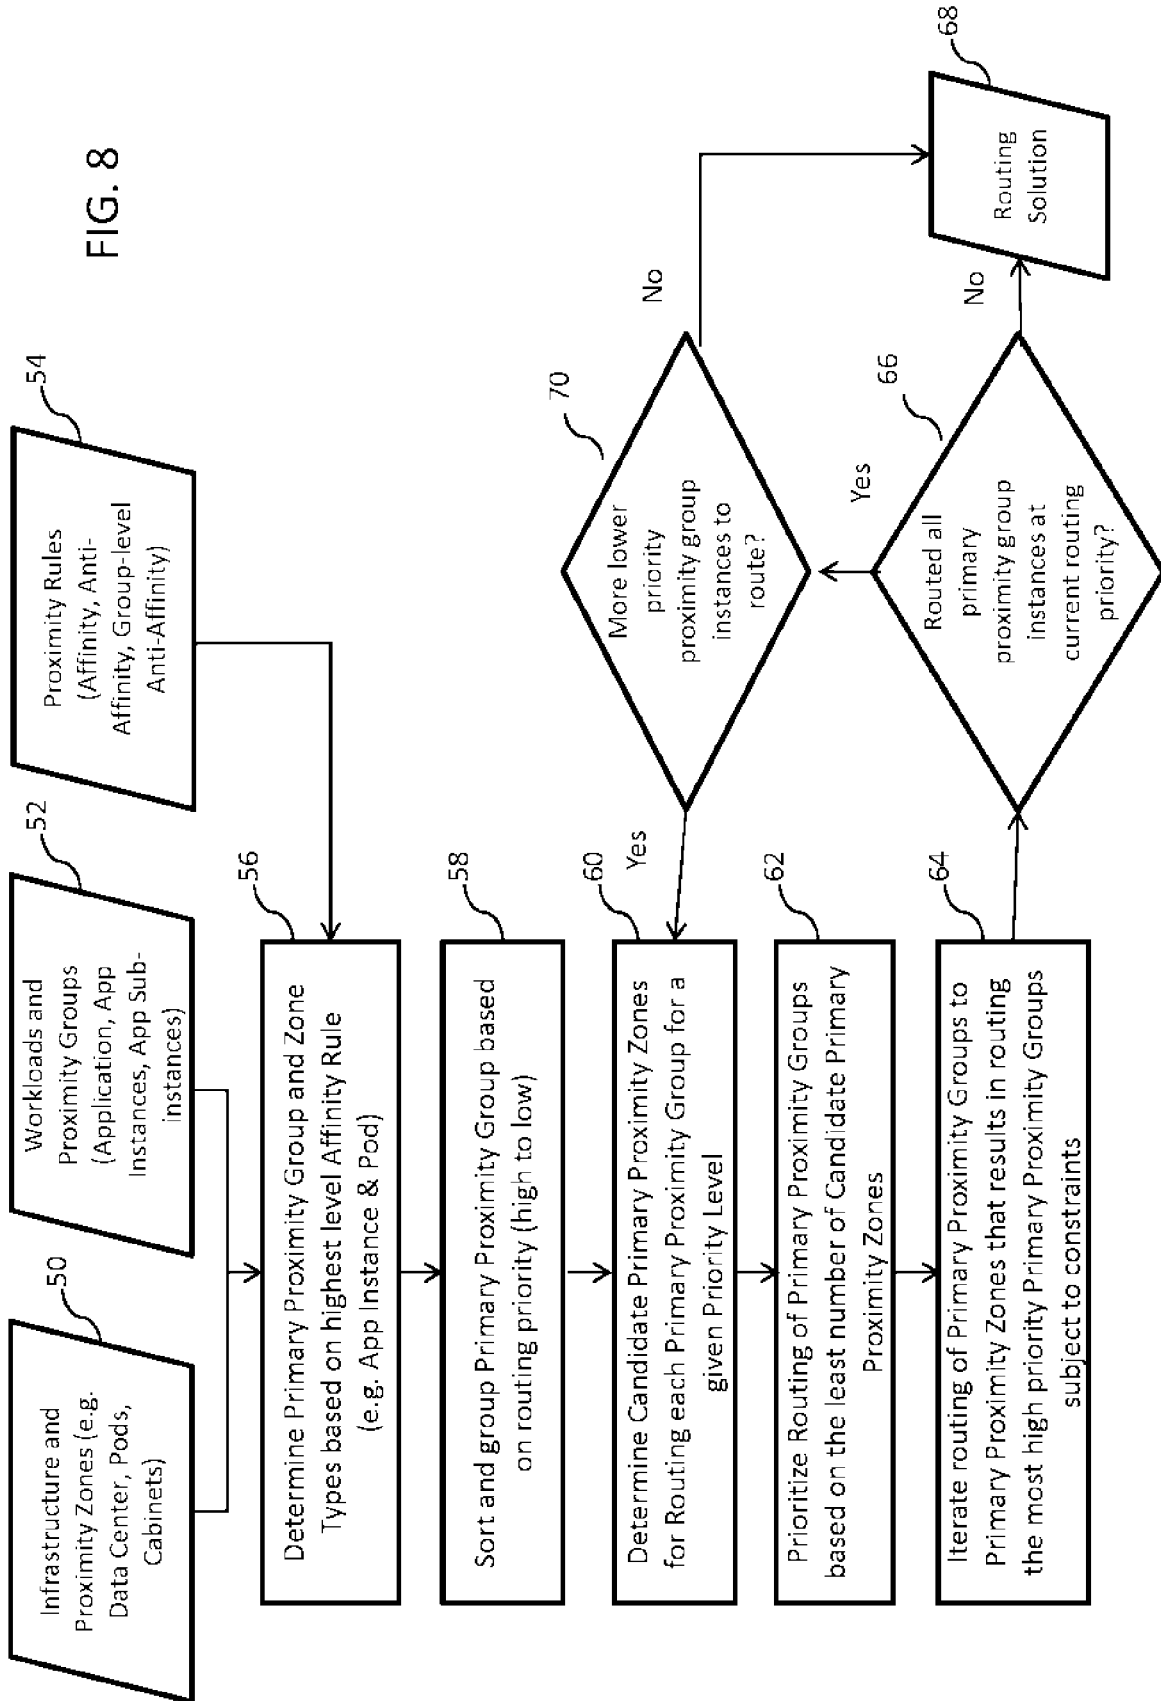 FIG. 8
Infrastructure and
Proximity Zones (e.g.
Data Center, Pods,
Cabinets)
50
Workloads and
Proximity Groups
(Application, App
Instances, App Sub-
instances)
52
Proximity Rules
(Affinity, Anti-
Affinity, Group-level
Anti-Affinity)
54
Determine Primary Proximity Group and Zone
Types based on highest level Affinity Rule
(e.g. App Instance & Pod)
56
Sort and group Primary Proximity Group based
on routing priority (high to low)
58
Determine Candidate Primary Proximity Zones
for Routing each Primary Proximity Group for a
given Priority Level
60
Yes
Prioritize Routing of Primary Proximity Groups
based on the least number of Candidate Primary
Proximity Zones
62
Iterate routing of Primary Proximity Groups to
Primary Proximity Zones that results in routing
the most high priority Primary Proximity Groups
subject to constraints
64
More lower
priority
proximity group
instances to
route?
70
No
Yes
Routed all
primary
proximity group
instances at
current routing
priority?
66
No
Routing
Solution
68